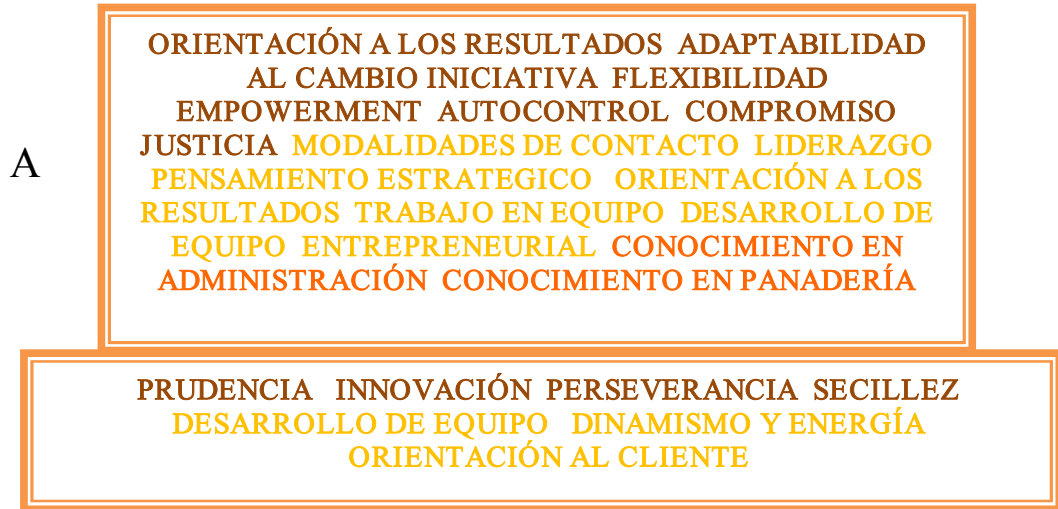 ORIENTACIÓN A LOS RESULTADOS ADAPTABILIDAD
AL CAMBIO INICIATIVA FLEXIBILIDAD
EMPOWERMENT AUTOCONTROL COMPROMISO
A
JUSTICIA MODALIDADES DE CONTACTO LIDERAZGO
PENSAMIENTO ESTRATEGICO ORIENTACIÓN A LOS
RESULTADOS TRABAJO EN EQUIPO DESARROLLO DE
EQUIPO ENTREPRENEURIAL CONOCIMIENTO EN
ADMINISTRACIÓN CONOCIMIENTO EN PANADERÍA
PRUDENCIA INNOVACIÓN PERSEVERANCIA SECILLEZ
DESARROLLO DE EQUIPO DINAMISMO Y ENERGÍA
ORIENTACIÓN AL CLIENTE